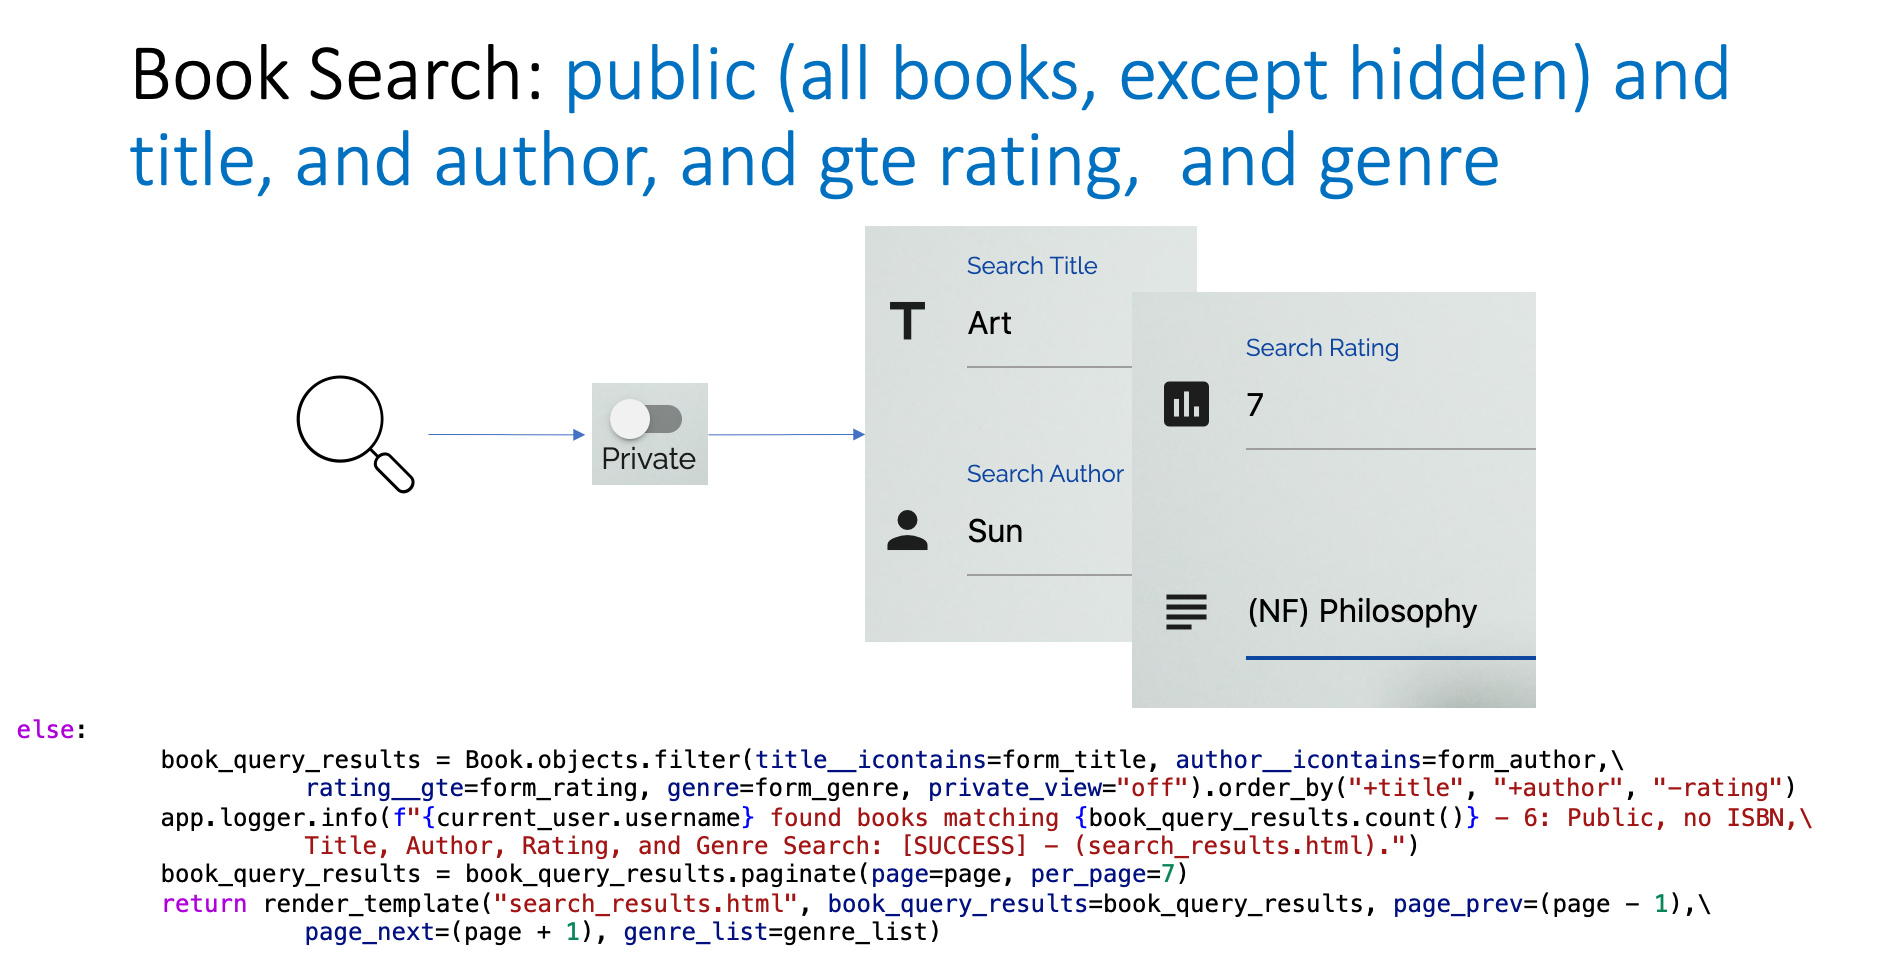 Book Search: public (all books, except hidden) and
title, and author, and gte rating,  and genre
Search Title
Art
Search Author
Sun
Private
Search Rating
7
(NF) Philosophy
else:
book_query_results = Book.objects.filter(title__icontains=form_title, author__icontains=form_author,\
rating__gte=form_rating, genre=form_genre, private_view="off").order_by("+title", "+author", "-rating")
app.logger.info(f"{current_user.username} found books matching {book_query_results.count()} - 6: Public, no ISBN,\
Title, Author, Rating, and Genre Search: [SUCCESS] - (search_results.html).")
book_query_results = book_query_results.paginate(page=page, per_page=7)
return render_template("search_results.html", book_query_results=book_query_results, page_prev=(page - 1),\
page_next=(page + 1), genre_list=genre_list)